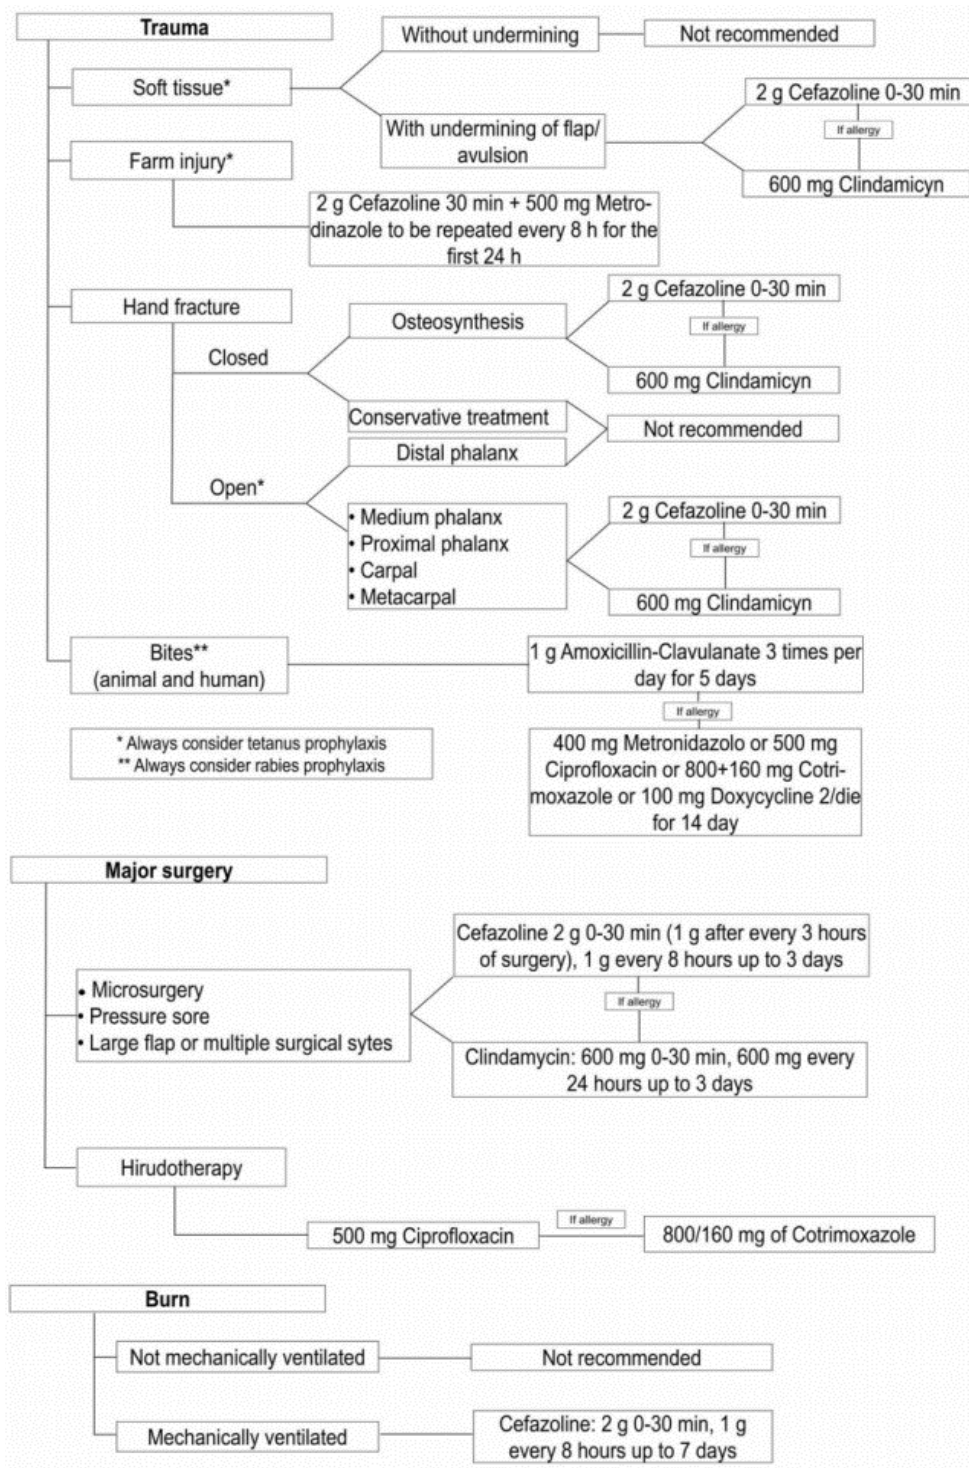 Trauma
Without undermining
Not recommended
Soft tissue*
2 g Cefazoline 0-30 min
If allergy
With undermining of flap/
avulsion
600 mg Clindamicyn
Farm injury*
2 g Cefazoline 30 min + 500 mg Metro-
dinazole to be repeated every 8 h for the
first 24 h
Hand fracture
Closed
Osteosynthesis
2 g Cefazoline 0-30 min
If allergy
600 mg Clindamicyn
Conservative treatment
Not recommended
Distal phalanx
Open*
• Medium phalanx
• Proximal phalanx
• Carpal
• Metacarpal
2 g Cefazoline 0-30 min
If allergy
600 mg Clindamicyn
Bites**
(animal and human)
1 g Amoxicillin-Clavulanate 3 times per
day for 5 days
If allergy
400 mg Metronidazolo or 500 mg
Ciprofloxacin or 800+160 mg Cotri-
moxazole or 100 mg Doxycycline 2/die
for 14 day
* Always consider tetanus prophylaxis
** Always consider rabies prophylaxis
Major surgery
• Microsurgery
• Pressure sore
• Large flap or multiple surgical sytes
Cefazoline 2 g 0-30 min (1 g after every 3 hours
of surgery), 1 g every 8 hours up to 3 days
If allergy
Clindamycin: 600 mg 0-30 min, 600 mg every
24 hours up to 3 days
Hirudotherapy
500 mg Ciprofloxacin
If allergy
800/160 mg of Cotrimoxazole
Burn
Not mechanically ventilated
Not recommended
Mechanically ventilated
Cefazoline: 2 g 0-30 min, 1 g
every 8 hours up to 7 days